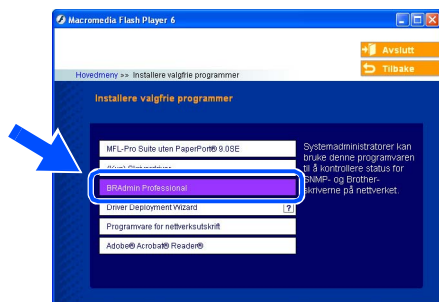 Macromedia Flash Player 6
Avslutt
Tilbake
Hovedmeny »» Installere valgfrie programmer
Installere valgfrie programmer
MFL-Pro Suite uten PaperPort® 9.0SE
BRAdmin Professional
Driver Deployment Wizard ?
Programvare for nettverksutskrift
Adobe® Acrobat® Reader®
Systemadministratorer kan
bruke denne programvaren
til å kontrollere status for
SNMP- og Brother-
skriverne på nettverket.